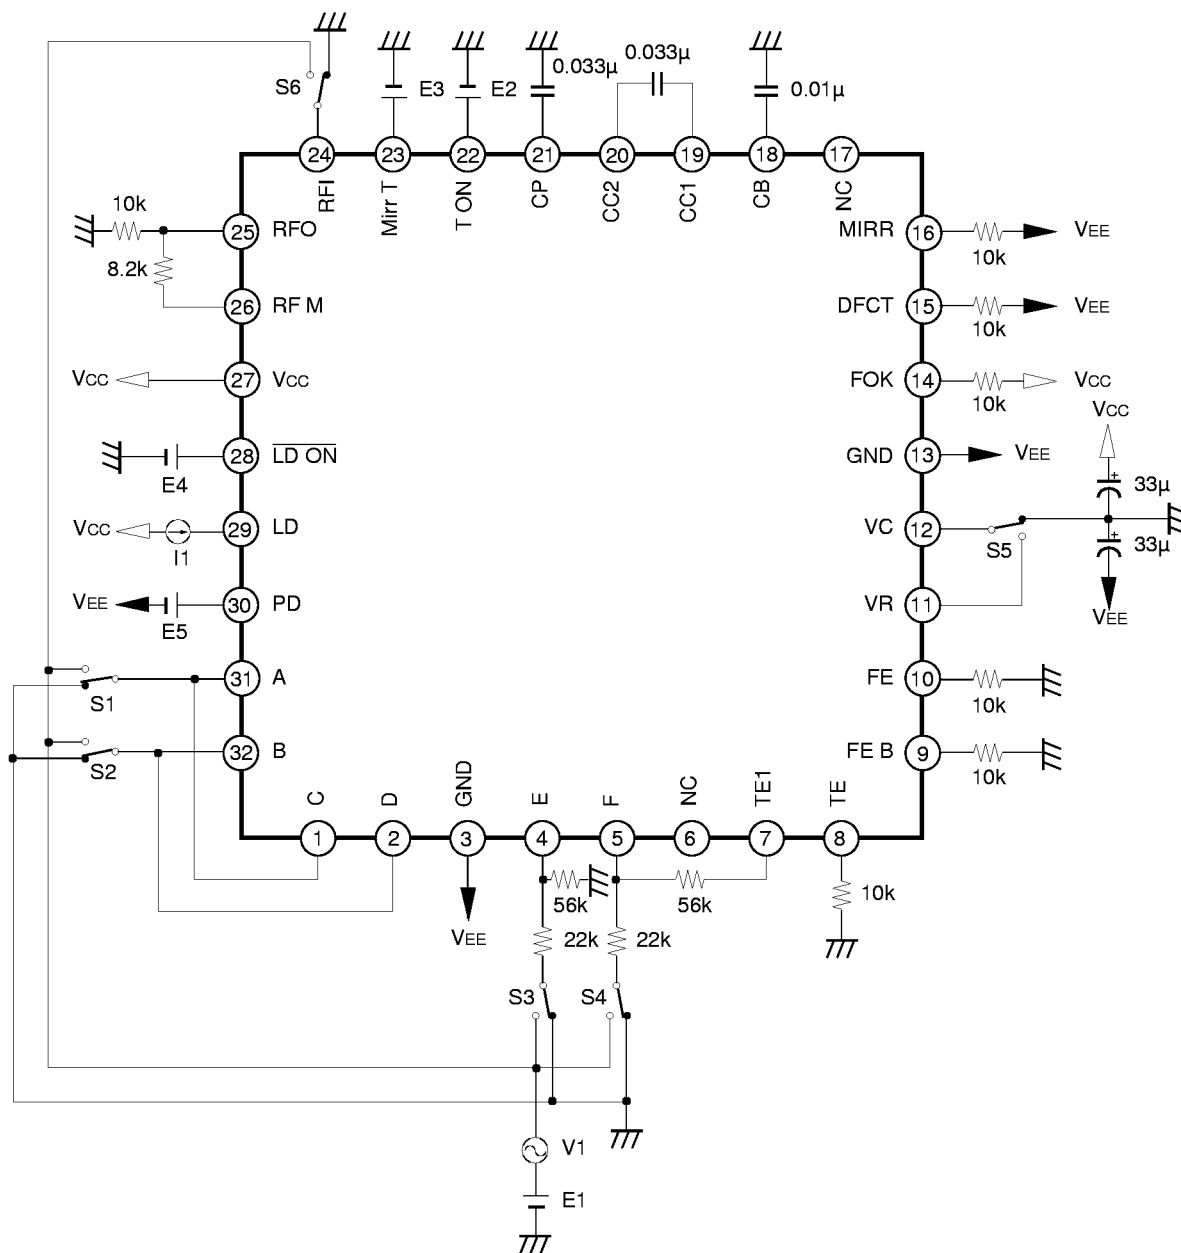 S6
E3
E2
0.033µ
0.033µ
0.01µ
24
23
22
21
20
19
18
17
RFI
Mirr T
T ON
CP
CC2
CC1
CB
NC
10k
25
RFO
MIRR
16
10k
VEE
8.2k
26
RF M
DFCT
15
10k
VEE
VCC
27
VCC
FOK
14
10k
VCC
VCC
28
LD ON
E4
GND
13
VEE
33µ
VCC
I1
29
LD
VC
12
S5
33µ
VEE
VEE
E5
30
PD
VR
11
S1
31
A
FE
10
10k
S2
32
B
FE B
9
10k
C
D
GND
E
F
NC
TE1
TE
1
2
3
4
5
6
7
8
VEE
56k
56k
10k
22k
22k
S3
S4
V1
E1